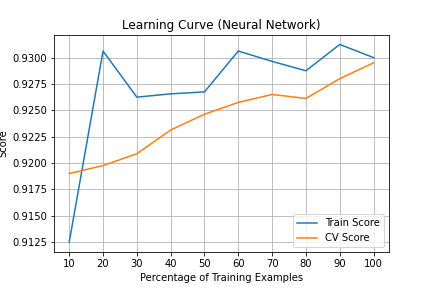 Learning Curve (Neural Network)
0.9300
0.9275
0.9250
0.9225
0.9200
0.9175
0.9150
0.9125
Score
10 20 30 40 50 60 70 80 90 100
Percentage of Training Examples
Train Score
CV Score